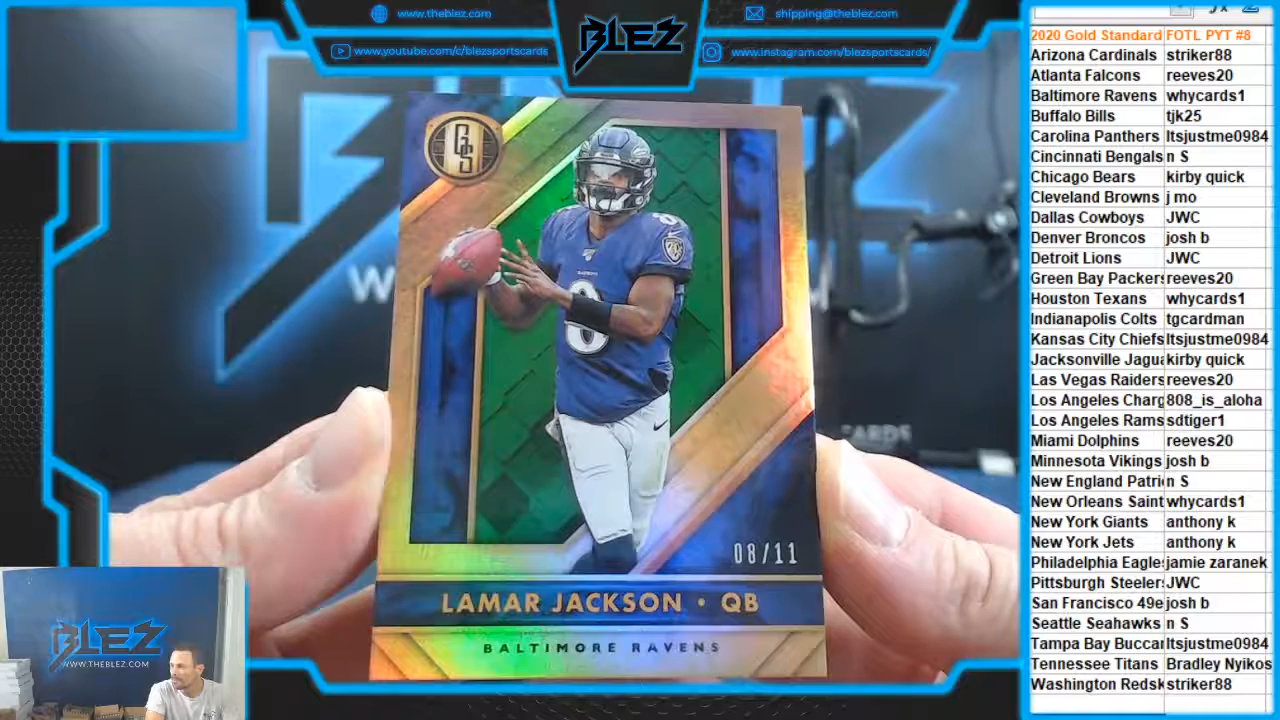 www.theblez.com
shipping@theblez.com
www.youtube.com/c/blezsportscards
www.instagram.com/blezsportscards/
BLEZ
GS
8
08/11
LAMAR JACKSON • QB
BALTIMORE RAVENS
W
CARDS
BLEZ
WWW.THEBLEZ.COM
2020 Gold Standard FOTL PYT #8
Arizona Cardinals striker88
Atlanta Falcons reeves20
Baltimore Ravens whycards1
Buffalo Bills tjk25
Carolina Panthers Itsjustme0984
Cincinnati Bengals n S
Chicago Bears kirby quick
Cleveland Browns j mo
Dallas Cowboys JWC
Denver Broncos josh b
Detroit Lions JWC
Green Bay Packers reeves20
Houston Texans whycards1
Indianapolis Colts tgcardman
Kansas City Chiefs Itsjustme0984
Jacksonville Jagua kirby quick
Las Vegas Raiders reeves20
Los Angeles Charg 808_is_aloha
Los Angeles Rams sdtiger1
Miami Dolphins reeves20
Minnesota Vikings josh b
New England Patri n S
New Orleans Saint whycards1
New York Giants anthony k
New York Jets anthony k
Philadelphia Eagle jamie zaranek
Pittsburgh Steelers JWC
San Francisco 49e josh b
Seattle Seahawks n S
Tampa Bay Buccan Itsjustme0984
Tennessee Titans Bradley Nyikos
Washington Redsk striker88